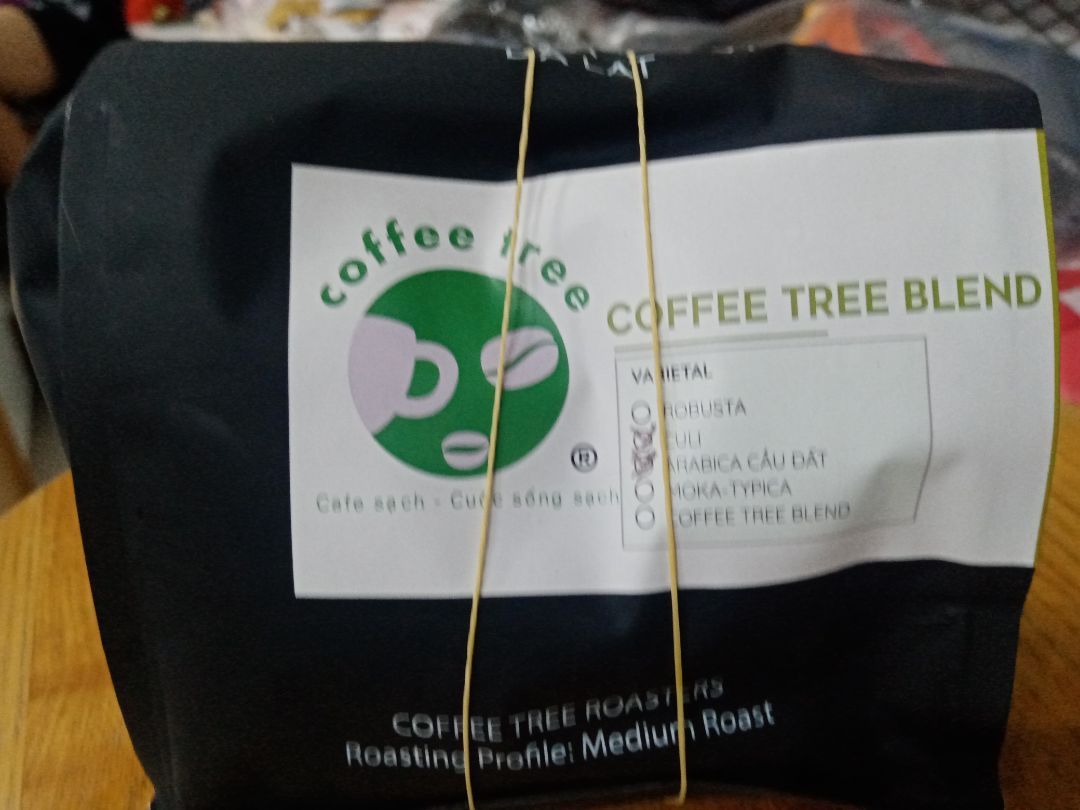 coffee tree
®
Cafe sạch - Cuộc sống sạch
COFFEE TREE BLEND
VARIETAL
ROBUSTA
CULI
ARABICA CẦU ĐẤT
MOKA-TYPICA
COFFEE TREE BLEND
COFFEE TREE ROASTERS
Roasting Profile: Medium Roast